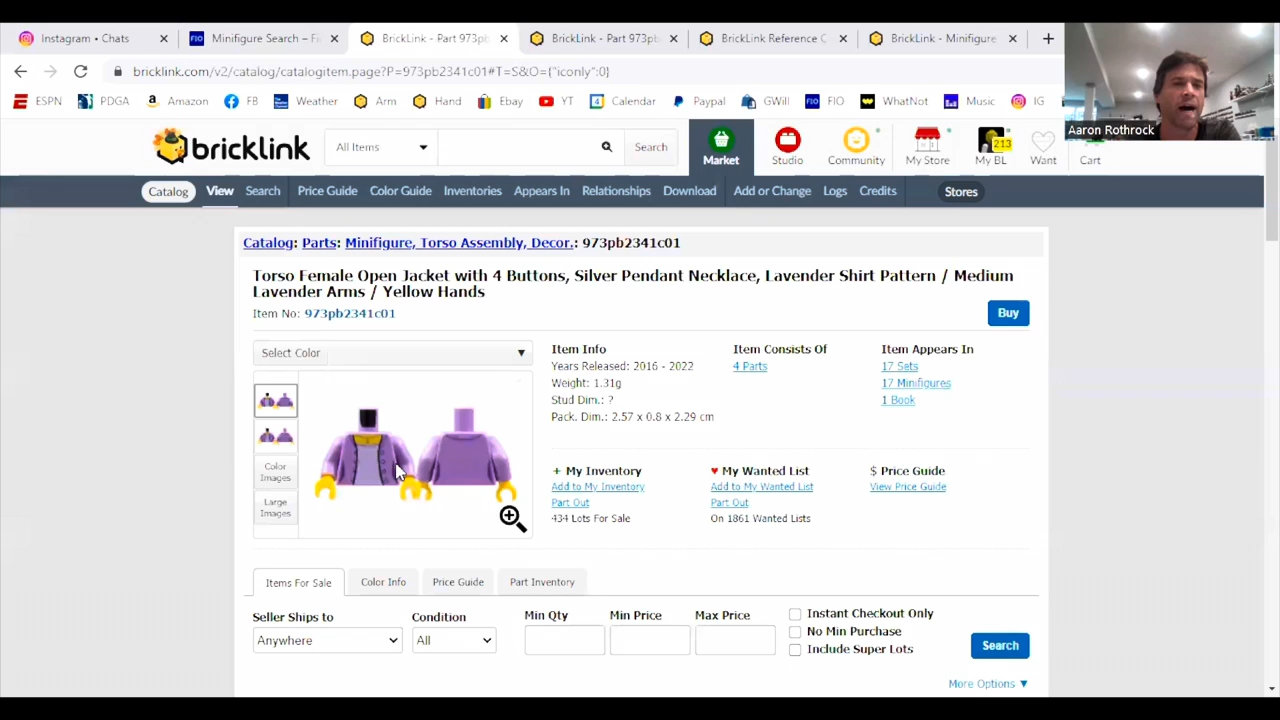 Instagram • Chats
FIO
Minifigure Search – Fi
BrickLink - Part 973pb
BrickLink - Part 973pb
BrickLink Reference C
BrickLink - Minifigure
bricklink.com/v2/catalog/catalogitem.page?P=973pb2341c01#T=S&O={"iconly":0}
ESPN
PDGA
Amazon
FB
Weather
Arm
Hand
Ebay
YT
Calendar
Paypal
GWill
FIO
WhatNot
Music
IG
Aaron Rothrock
bricklink
All Items
Search
Market
Studio
Community
My Store
213
My BL
Want
Cart
Catalog
View
Search
Price Guide
Color Guide
Inventories
Appears In
Relationships
Download
Add or Change
Logs
Credits
Stores
Catalog: Parts: Minifigure, Torso Assembly, Decor.: 973pb2341c01
Torso Female Open Jacket with 4 Buttons, Silver Pendant Necklace, Lavender Shirt Pattern / Medium
Lavender Arms / Yellow Hands
Item No: 973pb2341c01
Buy
Select Color
Color
Images
Large
Images
Item Info
Years Released: 2016 - 2022
Weight: 1.31g
Stud Dim.: ?
Pack. Dim.: 2.57 x 0.8 x 2.29 cm
Item Consists Of
4 Parts
Item Appears In
17 Sets
17 Minifigures
1 Book
+ My Inventory
Add to My Inventory
Part Out
434 Lots For Sale
♥ My Wanted List
Add to My Wanted List
Part Out
On 1861 Wanted Lists
$ Price Guide
View Price Guide
Items For Sale
Color Info
Price Guide
Part Inventory
Seller Ships to
Anywhere
Condition
All
Min Qty
Min Price
Max Price
Instant Checkout Only
No Min Purchase
Include Super Lots
Search
More Options ▼